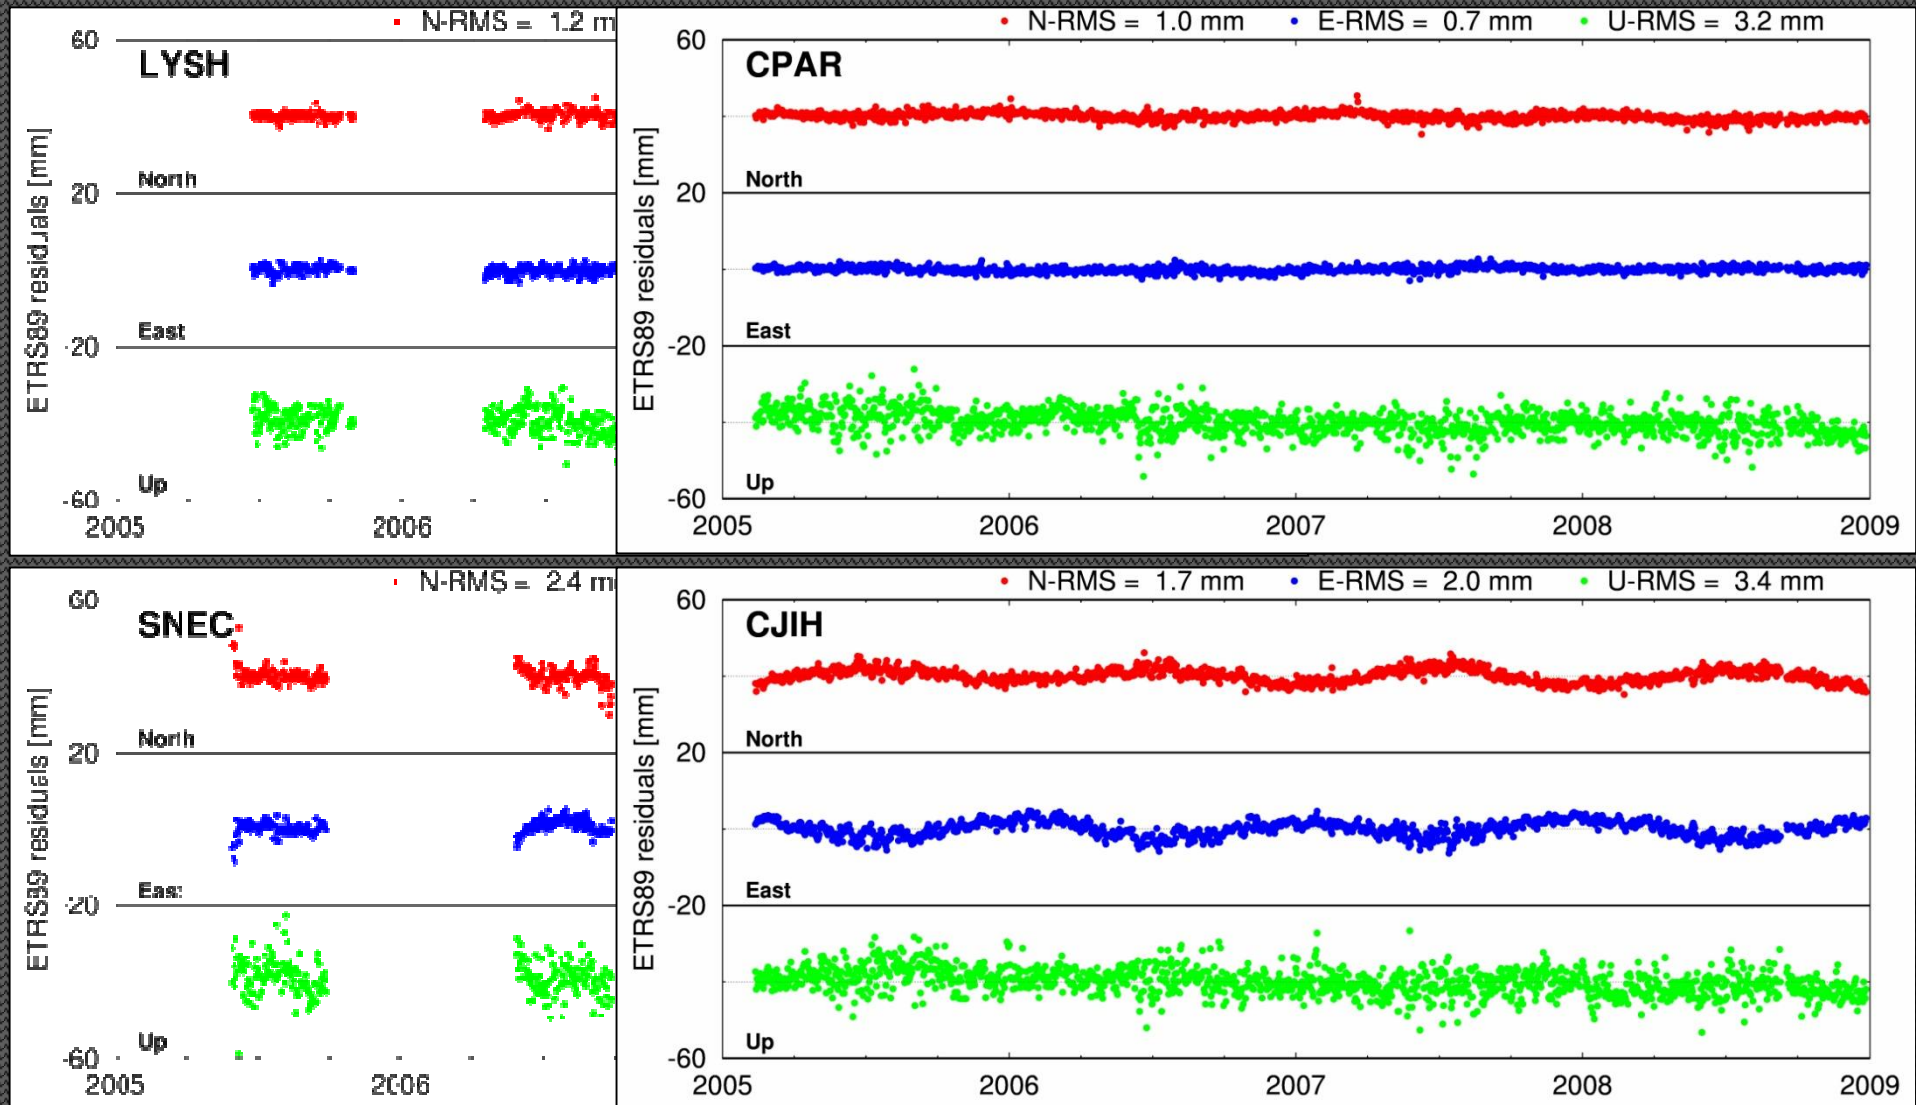 N-RMS = 1.2 m
60
LYSH
North
20
ETRS89 residuals [mm]
East
-20
Up
-60
2005 2006
N-RMS = 1.0 mm E-RMS = 0.7 mm U-RMS = 3.2 mm
60
CPAR
North
20
ETRS89 residuals [mm]
East
-20
Up
-60
2005 2006 2007 2008 2009
N-RMS = 2.4 m
60
SNEC
North
20
ETRS89 residuals [mm]
East
-20
Up
-60
2005 2006
N-RMS = 1.7 mm E-RMS = 2.0 mm U-RMS = 3.4 mm
60
CJIH
North
20
ETRS89 residuals [mm]
East
-20
Up
-60
2005 2006 2007 2008 2009